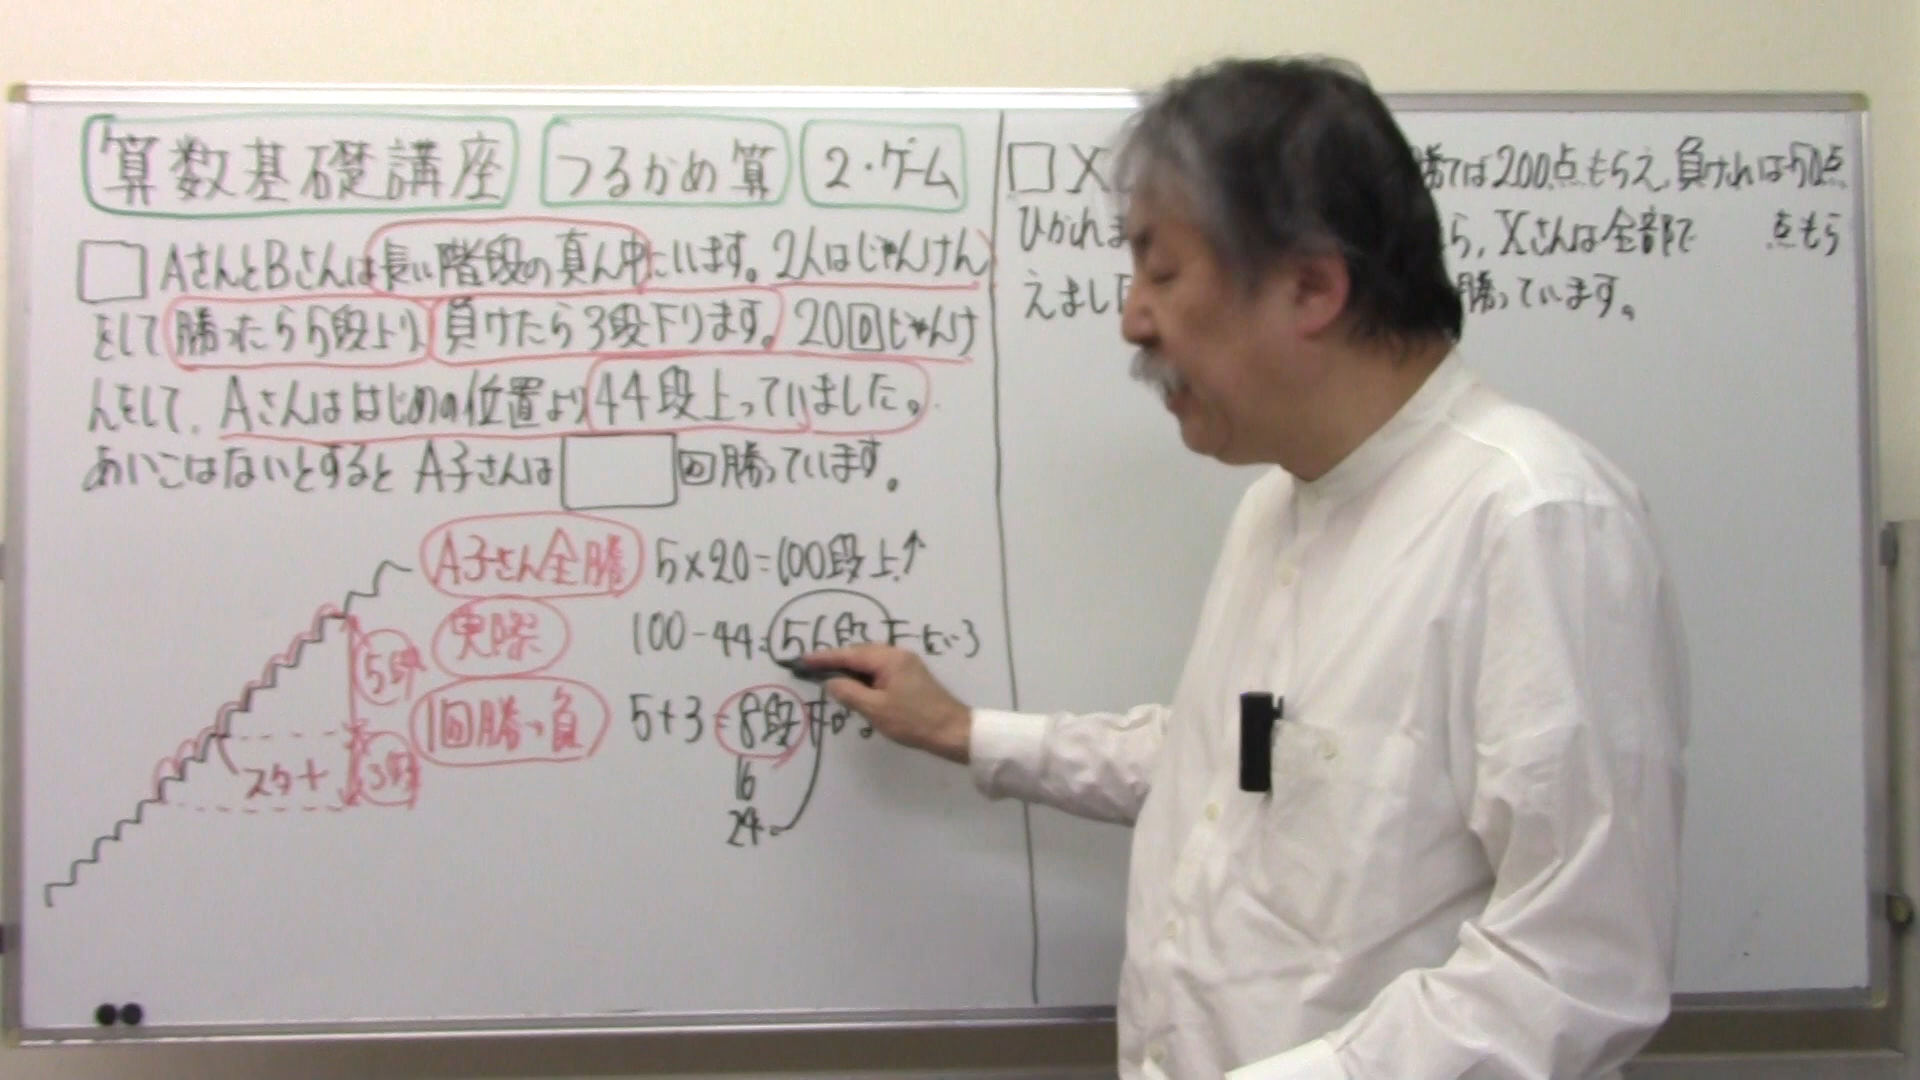 算数基礎講座 つるかめ算 2・ゲーム
AさんとBさんは長い階段の真ん中にいます。2人はじゃんけん
をして勝ったら5段上り、負けたら3段下ります。20回じゃんけ
んをして、Aさんははじめの位置より44段上っていました。
あいこはないとするとA子さんは 回勝っています。
A子さん全勝 5×20=100段上↑
実際 100-44=56段
1回勝→負 5+3=8段
16
24
5段
スタート
3段
X 勝てば200点もらえ、負ければ50点
ひかれま ら、Xさんは全部で 点もら
えまし 勝っています。